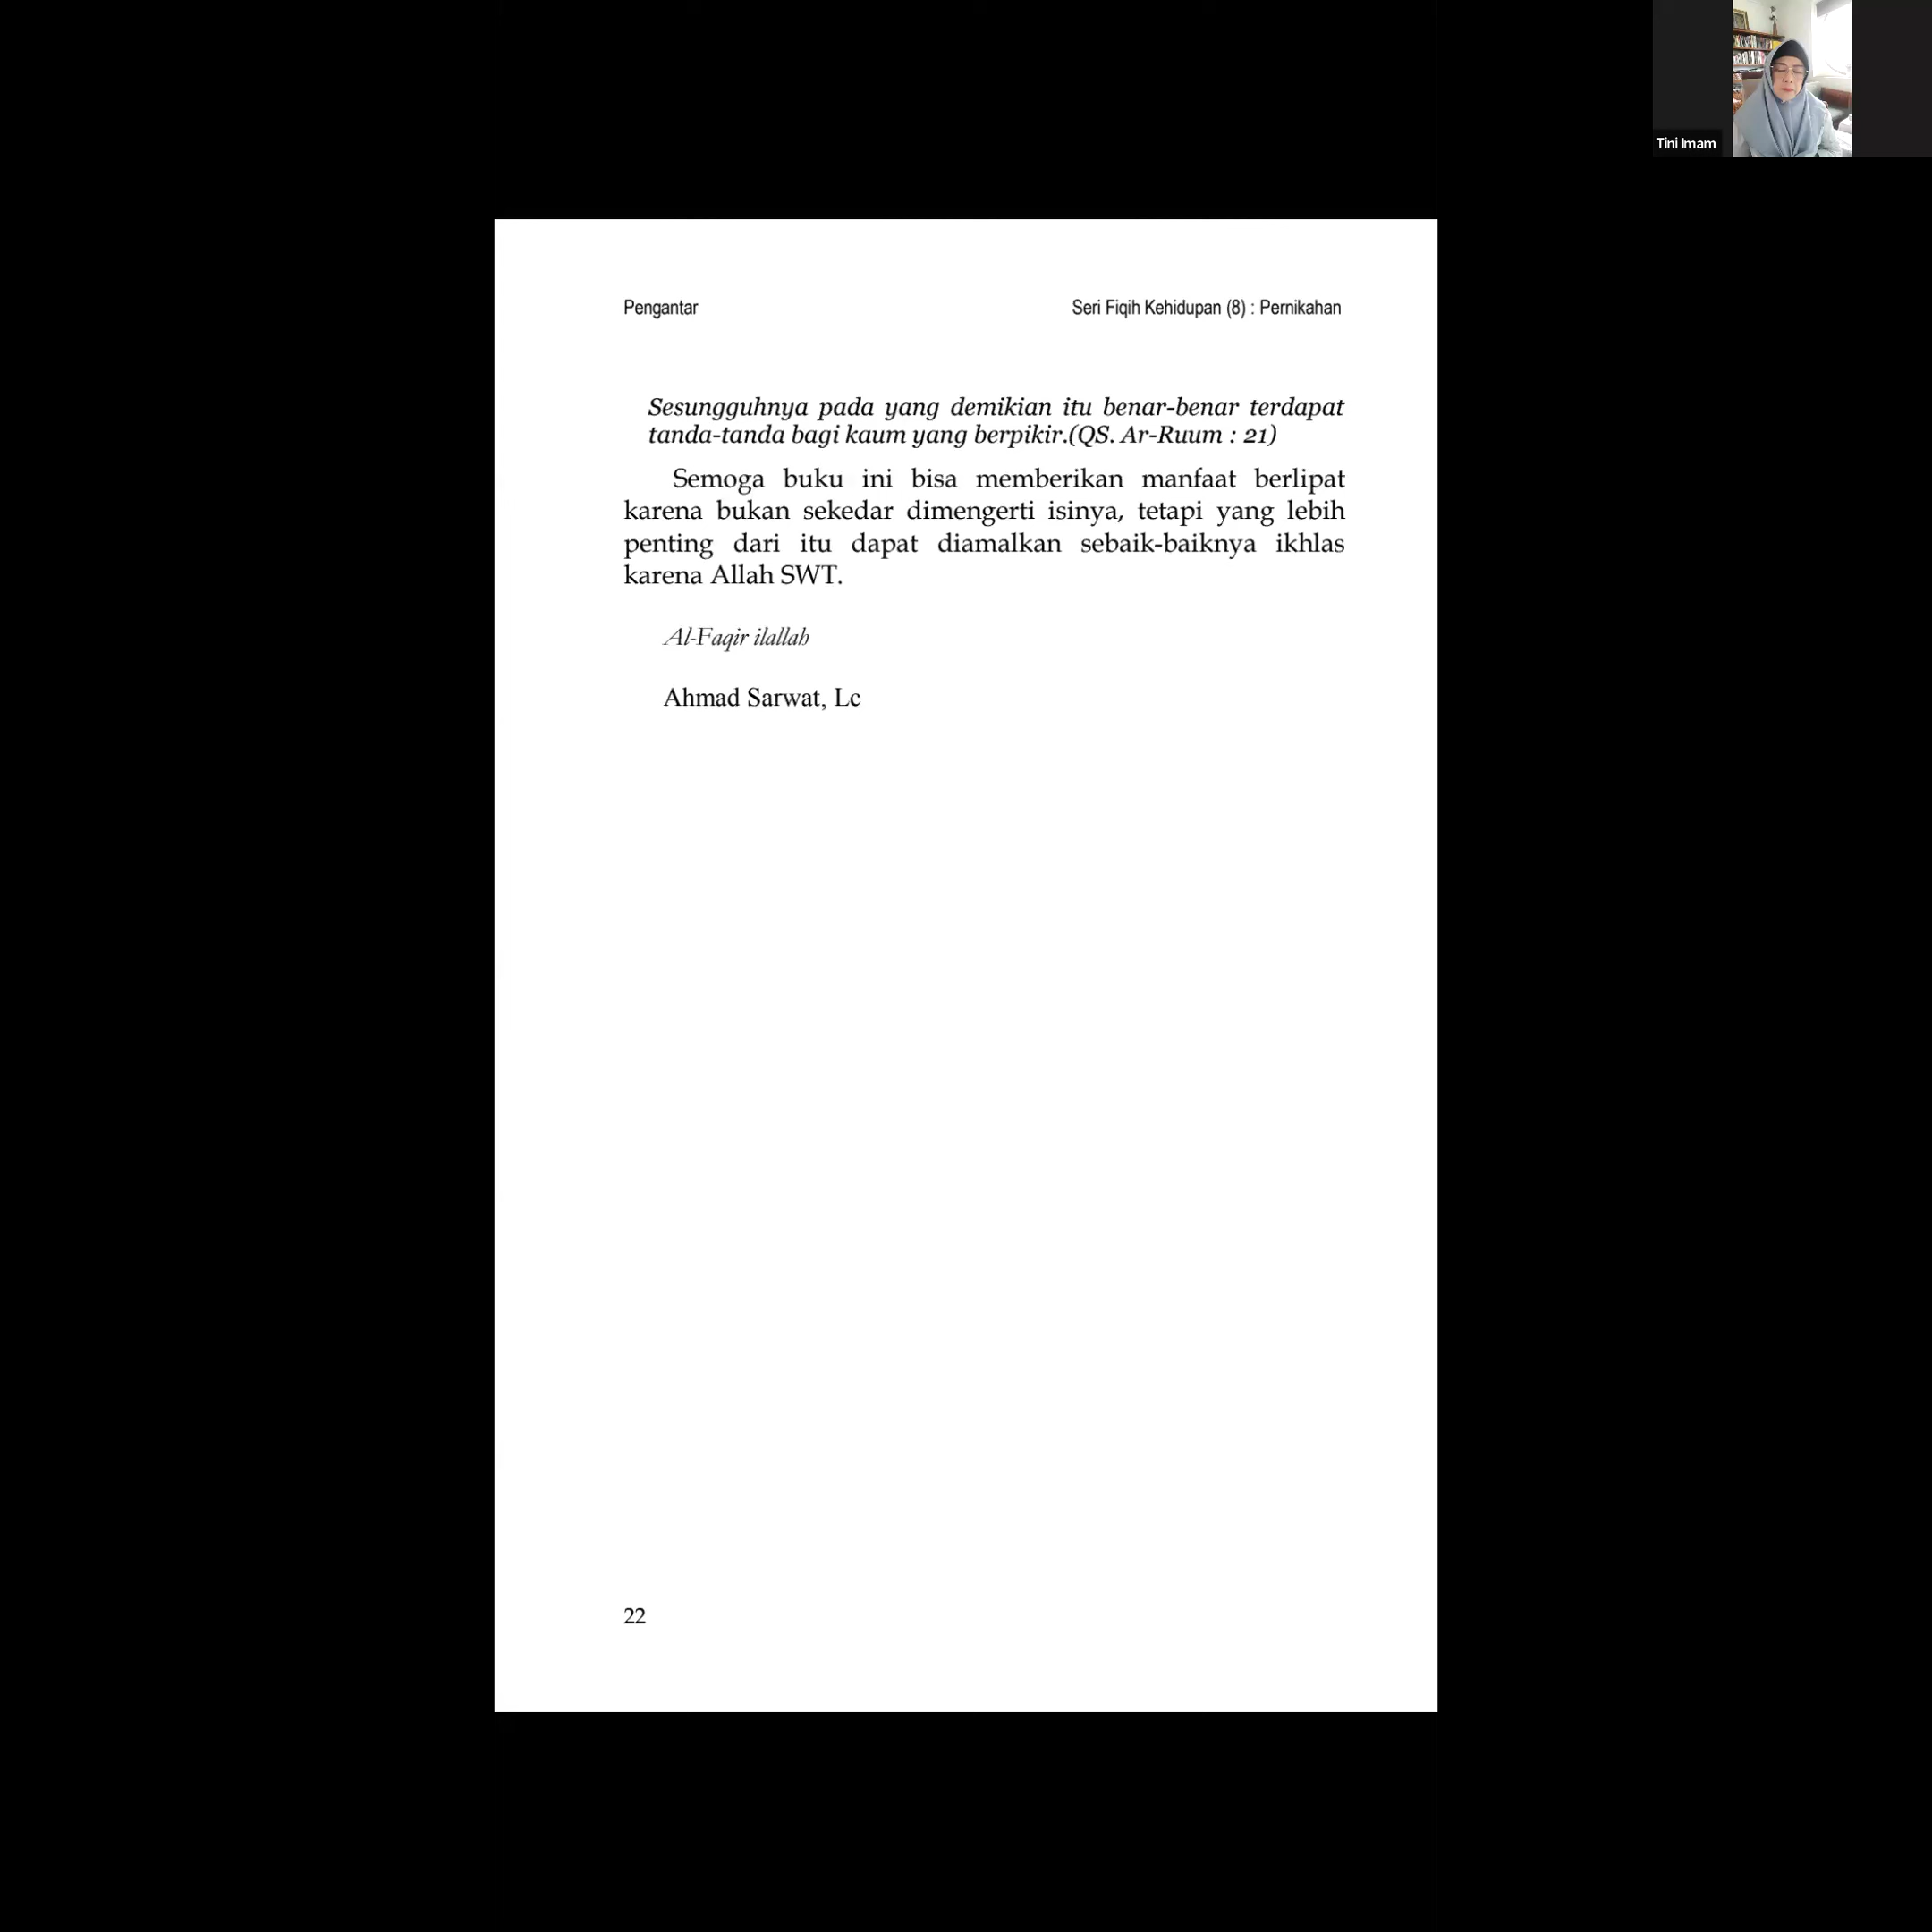 Tini Imam
Pengantar Seri Fiqih Kehidupan (8) : Pernikahan
Sesungguhnya pada yang demikian itu benar-benar terdapat
tanda-tanda bagi kaum yang berpikir.(QS. Ar-Ruum : 21)
Semoga buku ini bisa memberikan manfaat berlipat
karena bukan sekedar dimengerti isinya, tetapi yang lebih
penting dari itu dapat diamalkan sebaik-baiknya ikhlas
karena Allah SWT.
Al-Faqir ilallah
Ahmad Sarwat, Lc
22